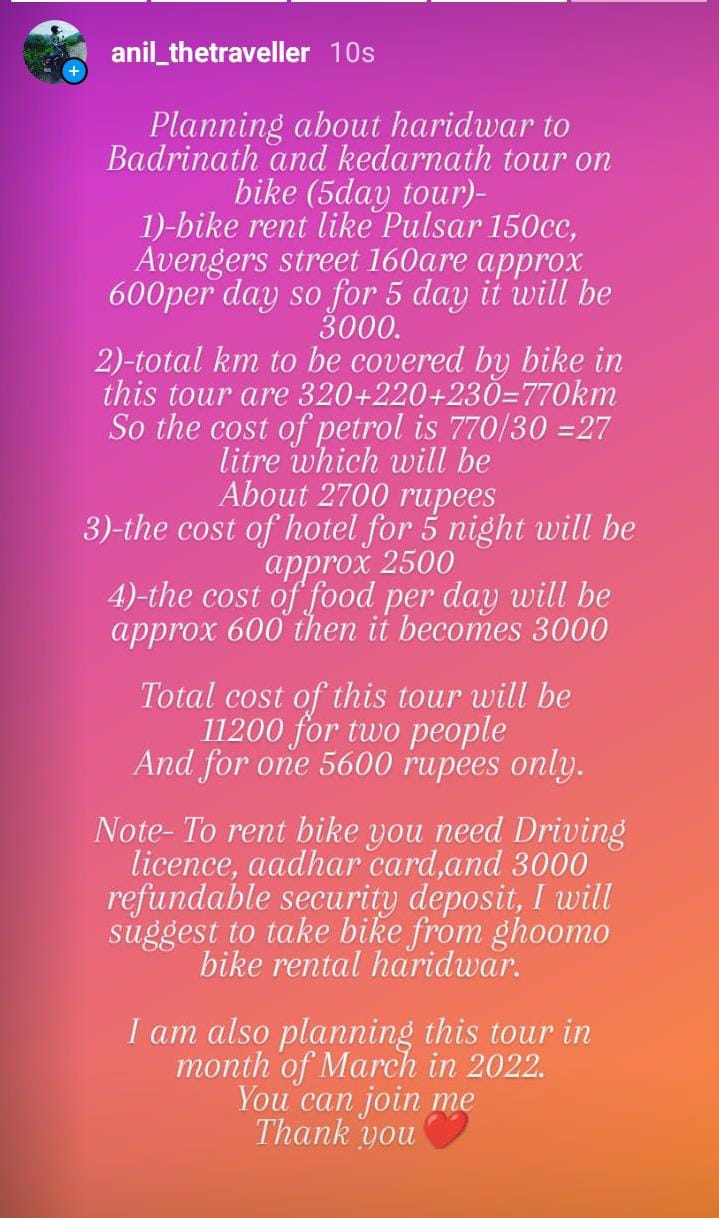 anil_thetraveller 10s
Planning about haridwar to
Badrinath and kedarnath tour on
bike (5day tour)-
1)-bike rent like Pulsar 150cc,
Avengers street 160are approx
600per day so for 5 day it will be
3000.
2)-total km to be covered by bike in
this tour are 320+220+230=770km
So the cost of petrol is 770/30 =27
litre which will be
About 2700 rupees
3)-the cost of hotel for 5 night will be
approx 2500
4)-the cost of food per day will be
approx 600 then it becomes 3000
Total cost of this tour will be
11200 for two people
And for one 5600 rupees only.
Note- To rent bike you need Driving
licence, aadhar card,and 3000
refundable security deposit, I will
suggest to take bike from ghoomo
bike rental haridwar.
I am also planning this tour in
month of March in 2022.
You can join me
Thank you ❤️